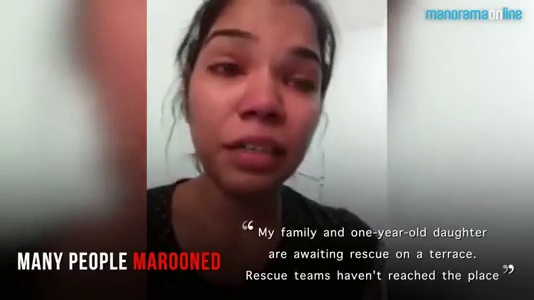 manoramaonline
“ My family and one-year-old daughter
are awaiting rescue on a terrace.
Rescue teams haven't reached the place ”
MANY PEOPLE MAROONED